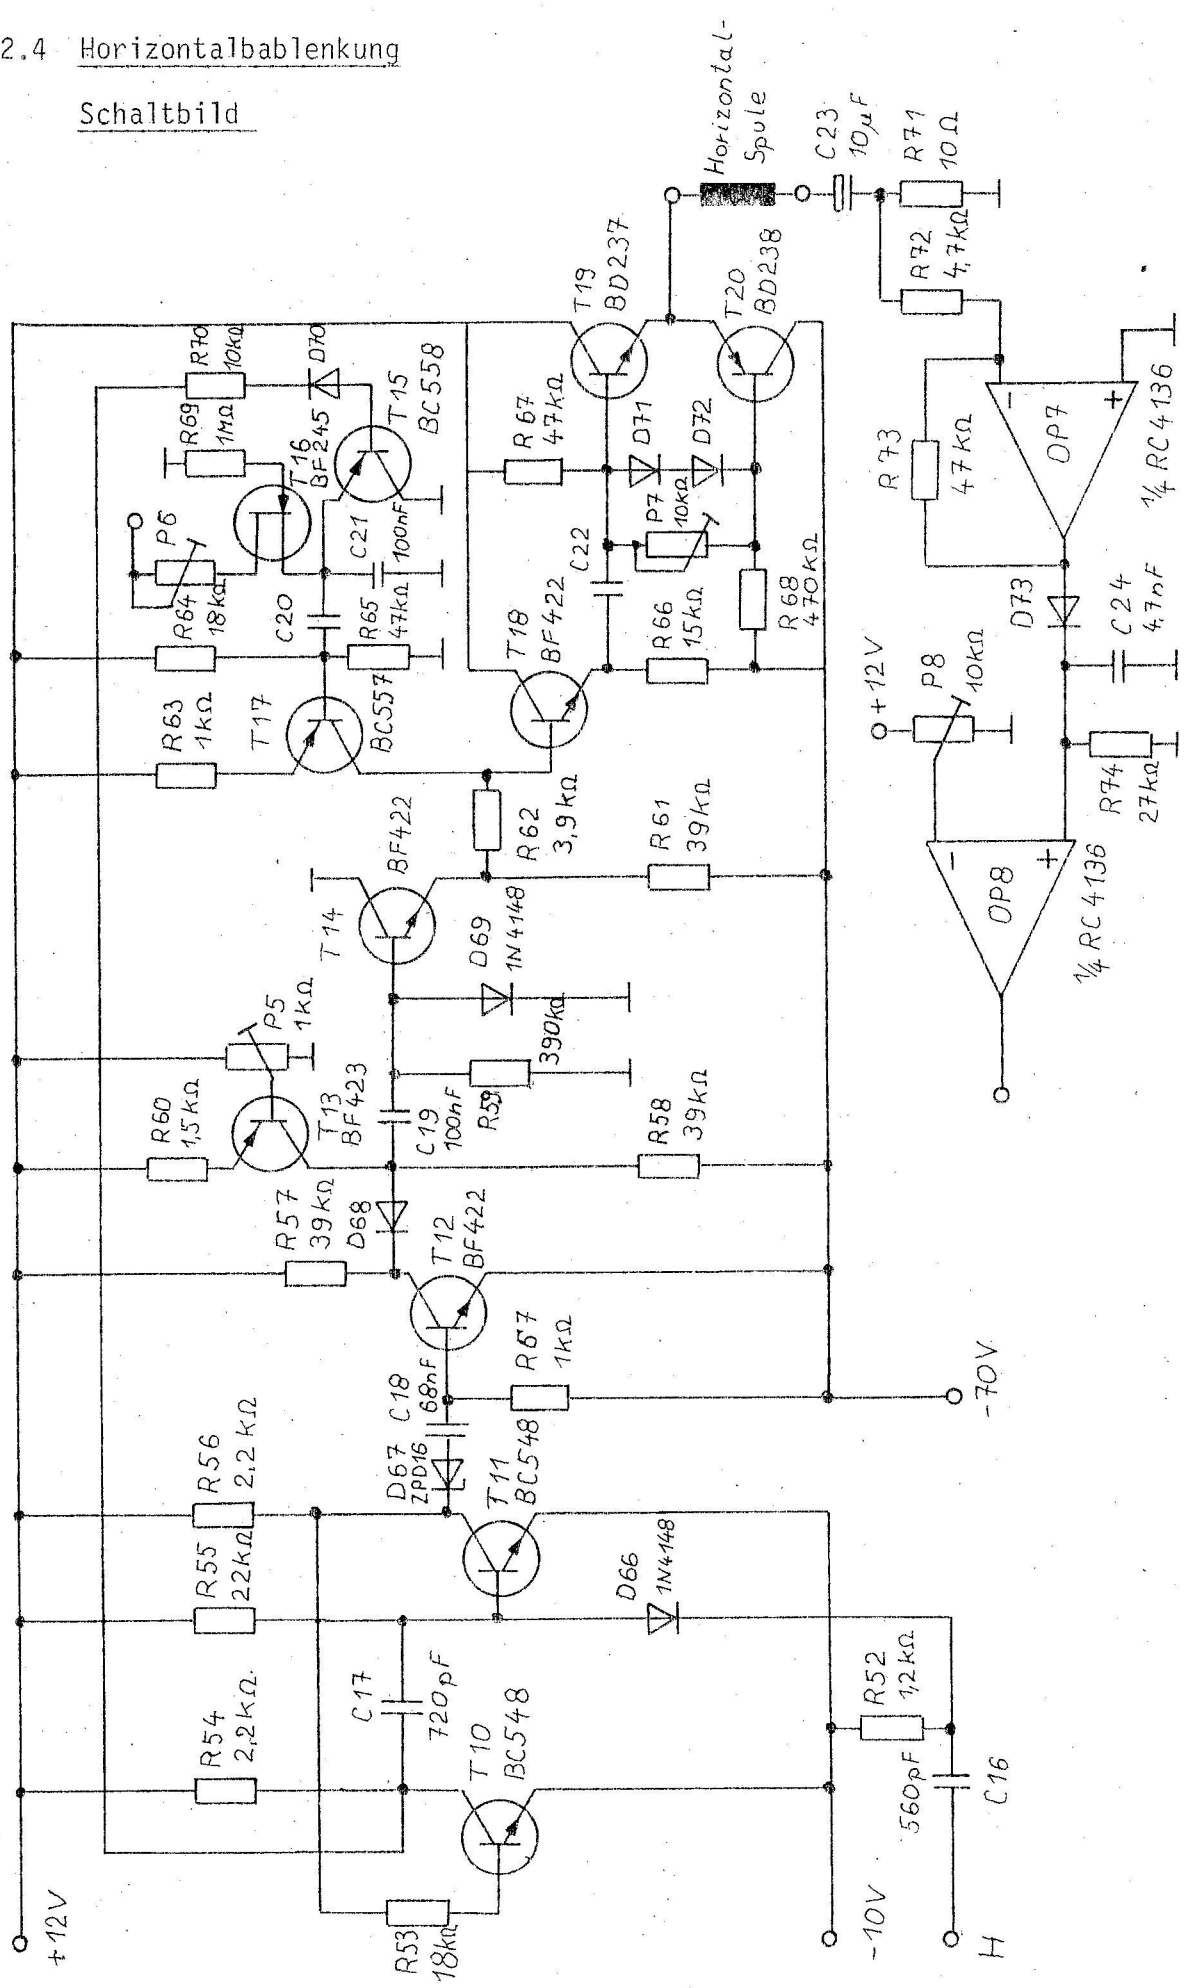 2.4 Horizontalbablenkung
Schaltbild
+12V
R53
18kΩ
R54
2,2kΩ
C17
720pF
T10
BC548
R55
22kΩ
R56
2,2kΩ
D66
1N4148
R52
1,2kΩ
560pF
C16
H
-10V
T11
BC548
D67
ZPD16
C18
68nF
R67
1kΩ
-70V
T12
BF422
R57
39kΩ
D68
R60
1,5kΩ
T13
BF423
P5
1kΩ
C19
100nF
R59
390kΩ
R58
39kΩ
D69
1N4148
T14
BF422
R62
3,9kΩ
R61
39kΩ
R63
1kΩ
T17
BC557
R64
18kΩ
P6
C20
R65
47kΩ
C21
100nF
T16
BF245
R69
1MΩ
R70
10kΩ
D70
T15
BC558
T18
BF422
C22
R66
15kΩ
R67
47kΩ
D71
D72
P7
10kΩ
R68
470kΩ
T19
BD237
T20
BD238
Horizontal-
Spule
C23
10µF
R71
10Ω
R72
4,7kΩ
R73
47kΩ
-
+
OP7
¼ RC4136
D73
C24
4,7nF
+12V
P8
10kΩ
R74
27kΩ
-
+
OP8
¼ RC4136